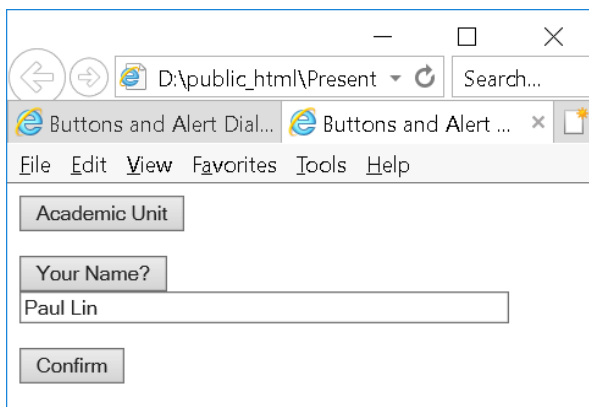 D:\public_html\Present
Search...
Buttons and Alert Dial...
Buttons and Alert ...
File Edit View Favorites Tools Help
Academic Unit
Your Name?
Paul Lin
Confirm